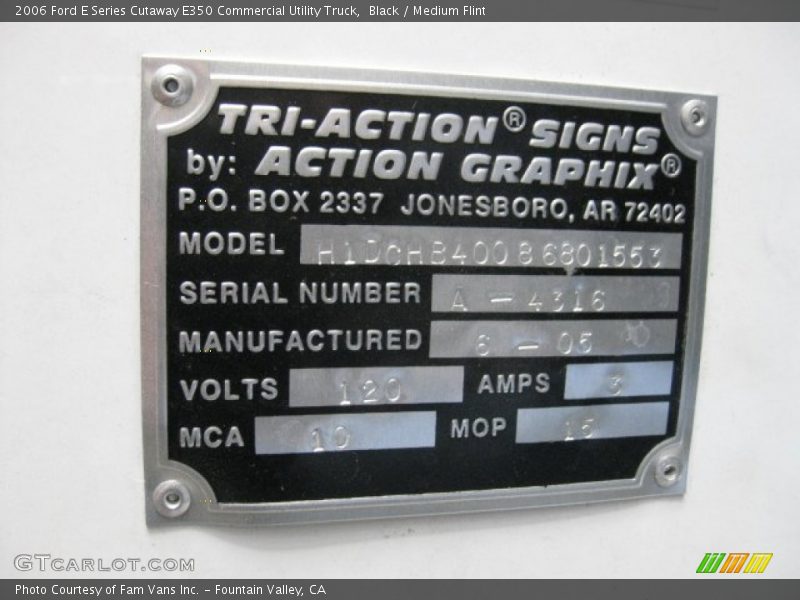 2006 Ford E Series Cutaway E350 Commercial Utility Truck,  Black / Medium Flint
TRI-ACTION® SIGNS
by: ACTION GRAPHIX®
P.O. BOX 2337 JONESBORO, AR 72402
MODEL H1DCHB40086801553
SERIAL NUMBER A-4316
MANUFACTURED 6-05
VOLTS 120 AMPS 3
MCA 10 MOP 15
GTCARLOT.COM
Photo Courtesy of Fam Vans Inc. – Fountain Valley, CA